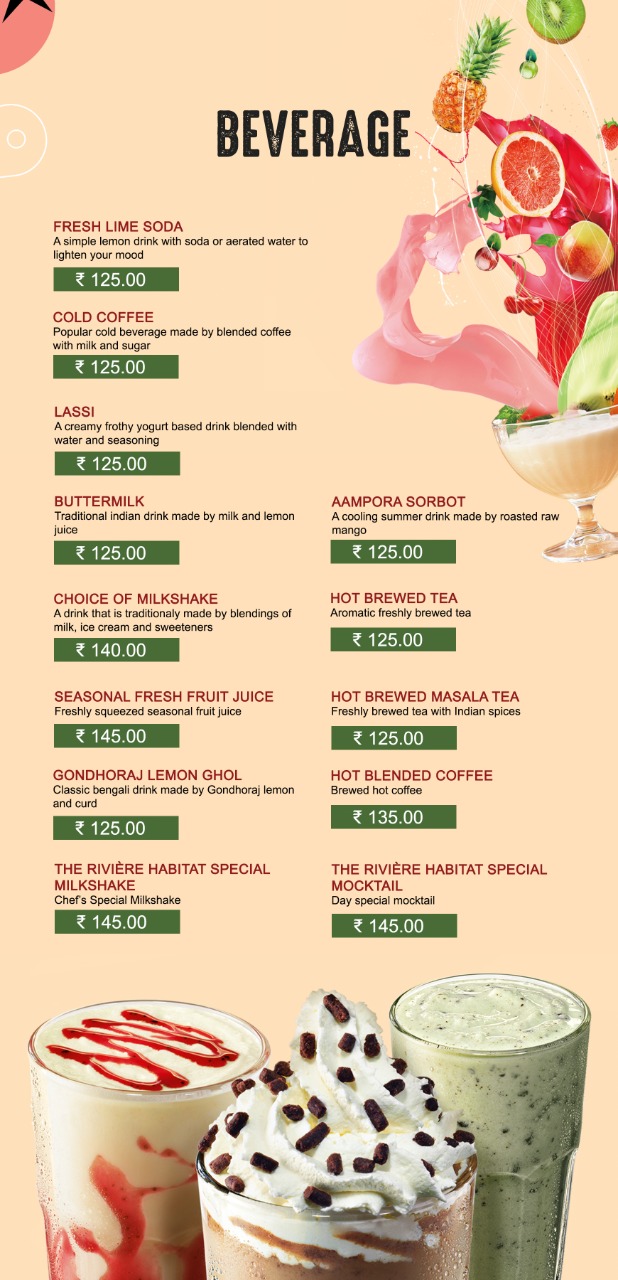 BEVERAGE
FRESH LIME SODA
A simple lemon drink with soda or aerated water to
lighten your mood
₹ 125.00
COLD COFFEE
Popular cold beverage made by blended coffee
with milk and sugar
₹ 125.00
LASSI
A creamy frothy yogurt based drink blended with
water and seasoning
₹ 125.00
BUTTERMILK
Traditional indian drink made by milk and lemon
juice
₹ 125.00
CHOICE OF MILKSHAKE
A drink that is traditionaly made by blendings of
milk, ice cream and sweeteners
₹ 140.00
SEASONAL FRESH FRUIT JUICE
Freshly squeezed seasonal fruit juice
₹ 145.00
GONDHORAJ LEMON GHOL
Classic bengali drink made by Gondhoraj lemon
and curd
₹ 125.00
THE RIVIÈRE HABITAT SPECIAL
MILKSHAKE
Chef's Special Milkshake
₹ 145.00
AAMPORA SORBOT
A cooling summer drink made by roasted raw
mango
₹ 125.00
HOT BREWED TEA
Aromatic freshly brewed tea
₹ 125.00
HOT BREWED MASALA TEA
Freshly brewed tea with Indian spices
₹ 125.00
HOT BLENDED COFFEE
Brewed hot coffee
₹ 135.00
THE RIVIÈRE HABITAT SPECIAL
MOCKTAIL
Day special mocktail
₹ 145.00